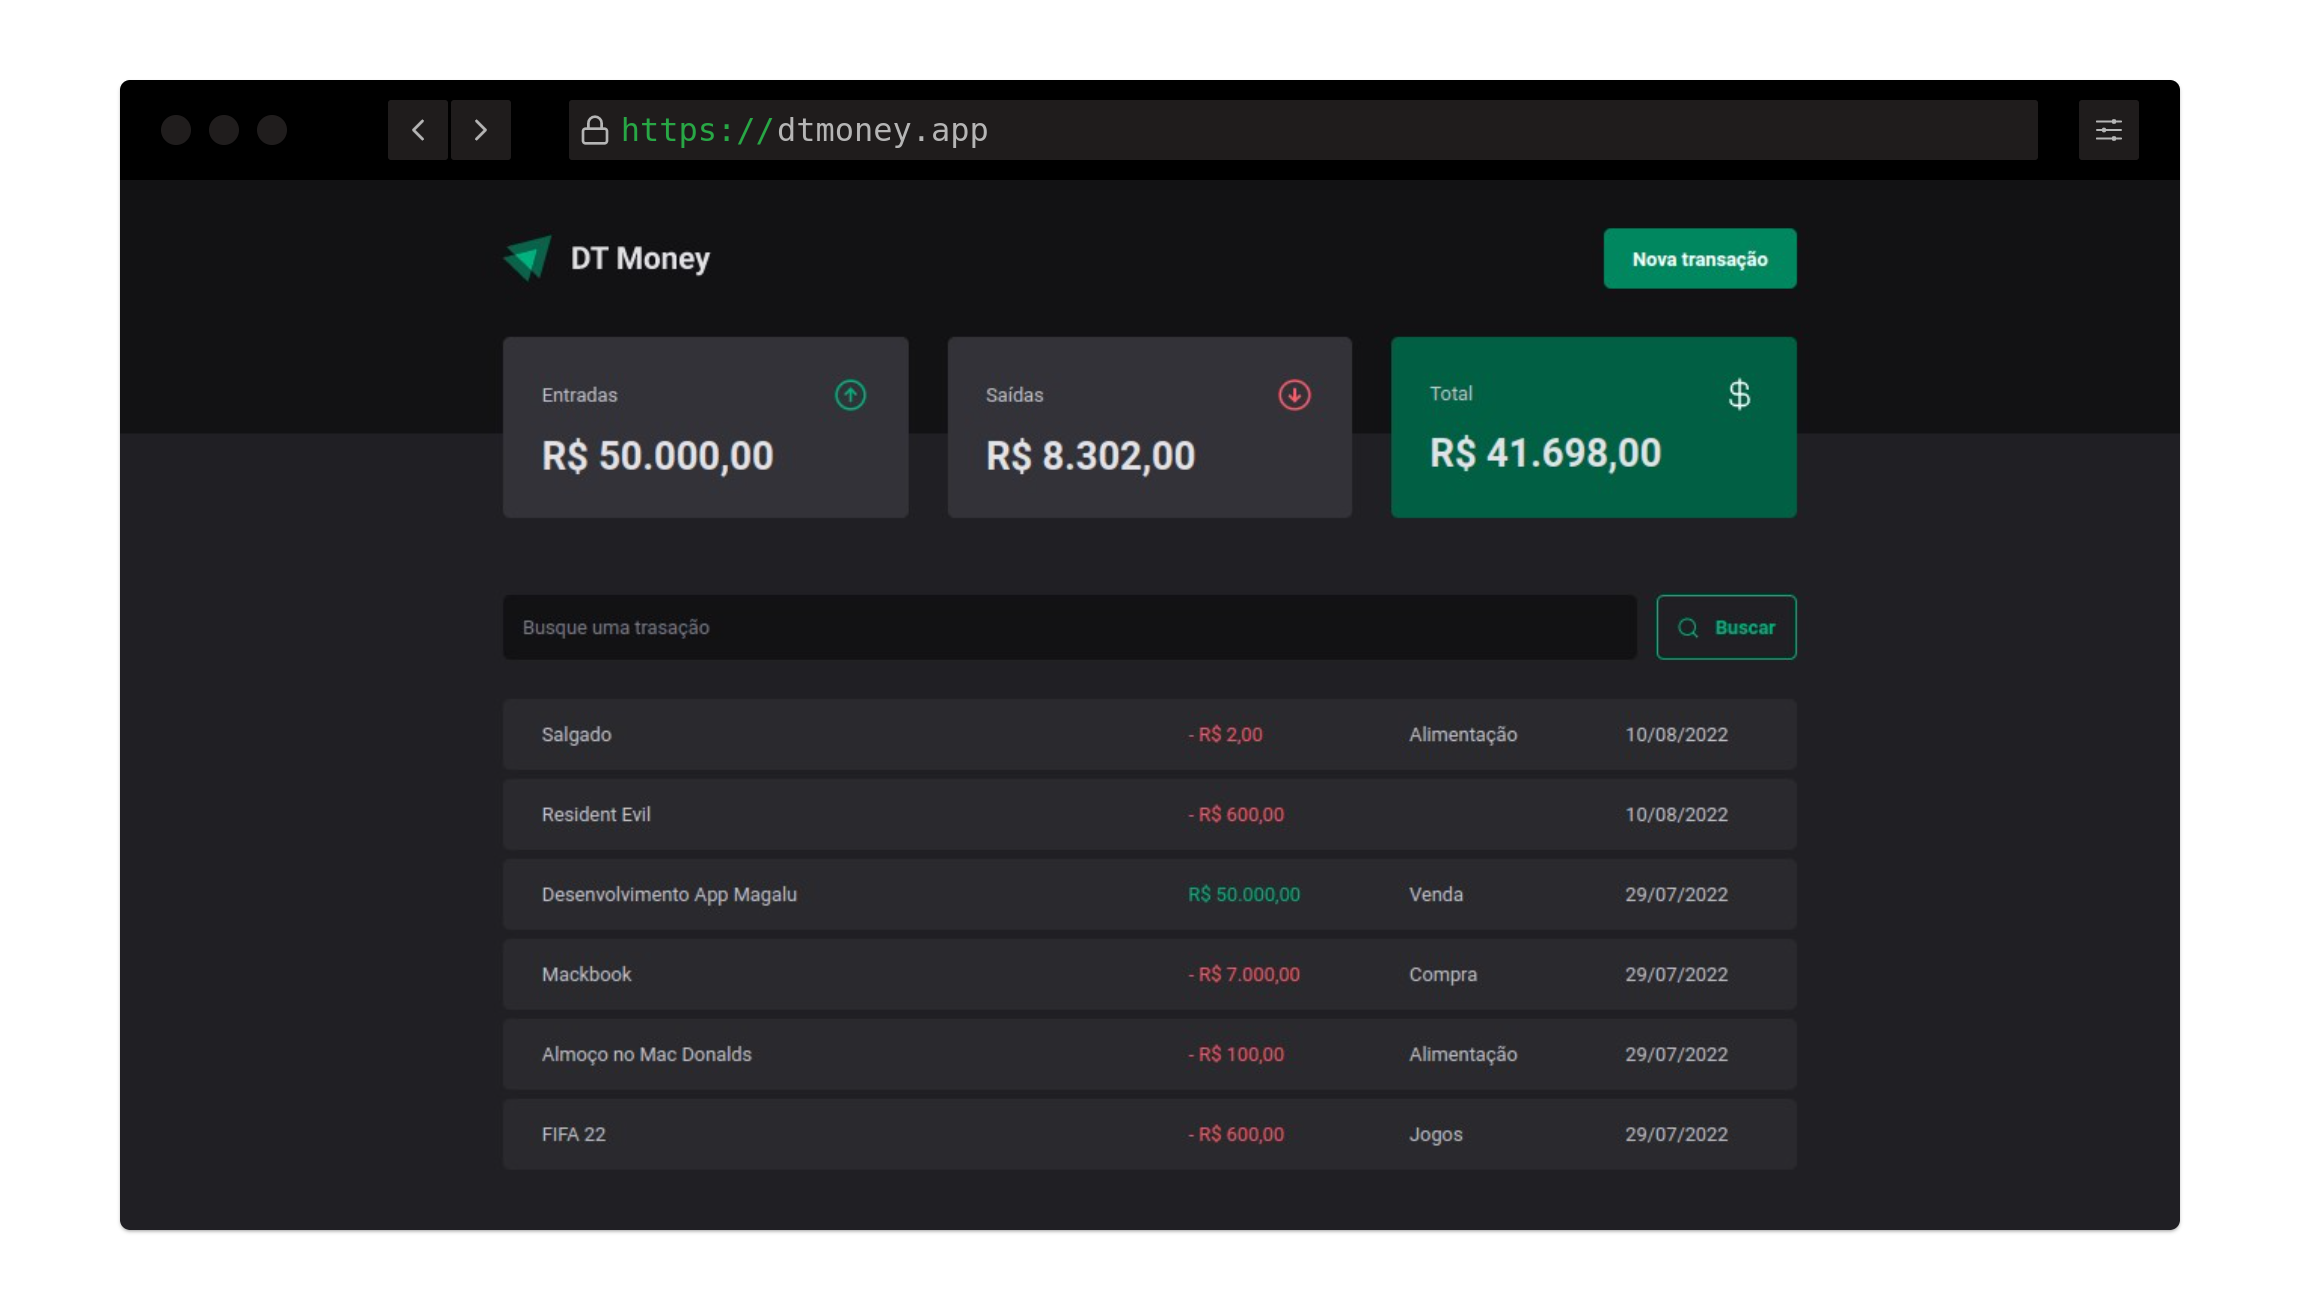 https://dtmoney.app
DT Money
Nova transação
Entradas
R$ 50.000,00
Saídas
R$ 8.302,00
Total
$
R$ 41.698,00
Busque uma trasação
Buscar
Salgado - R$ 2,00 Alimentação 10/08/2022
Resident Evil - R$ 600,00 10/08/2022
Desenvolvimento App Magalu R$ 50.000,00 Venda 29/07/2022
Mackbook - R$ 7.000,00 Compra 29/07/2022
Almoço no Mac Donalds - R$ 100,00 Alimentação 29/07/2022
FIFA 22 - R$ 600,00 Jogos 29/07/2022